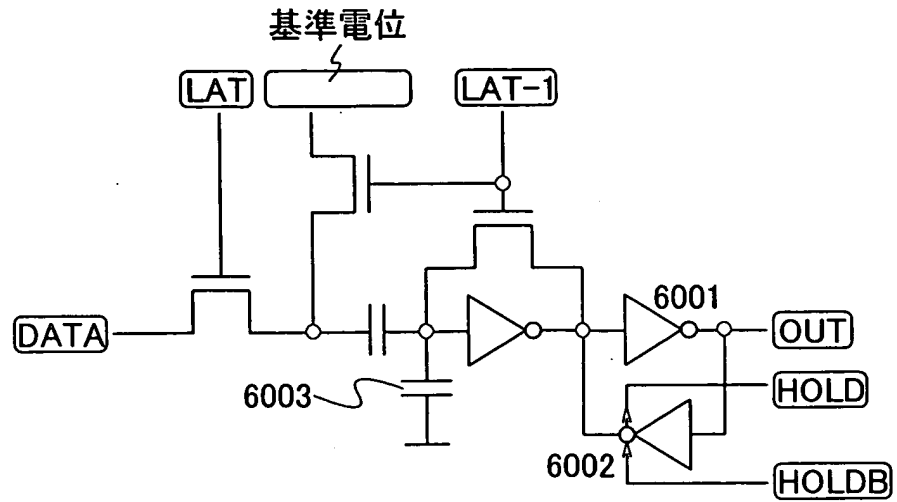 基準電位
LAT
LAT-1
6001
DATA
OUT
6003
HOLD
6002
HOLDB